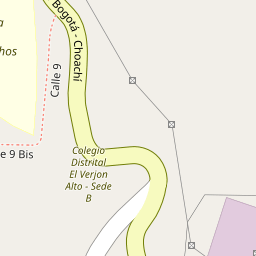 Bogotá - Choachí
Calle 9
Colegio
Distrital
El Verjon
Alto - Sede
B
9 Bis